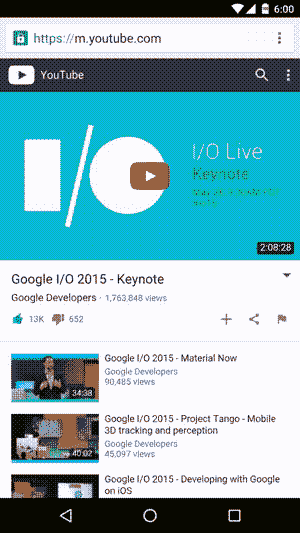 6:00
https://m.youtube.com
YouTube
I/O
I/O Live
Keynote
2:08:28
Google I/O 2015 - Keynote
Google Developers · 1,763,848 views
13K
652
Google I/O 2015 - Material Now
Google Developers
90,485 views
34:38
Google I/O 2015 - Project Tango - Mobile
3D tracking and perception
Google Developers
45,097 views
40:02
Google I/O 2015 - Developing with Google
on iOS